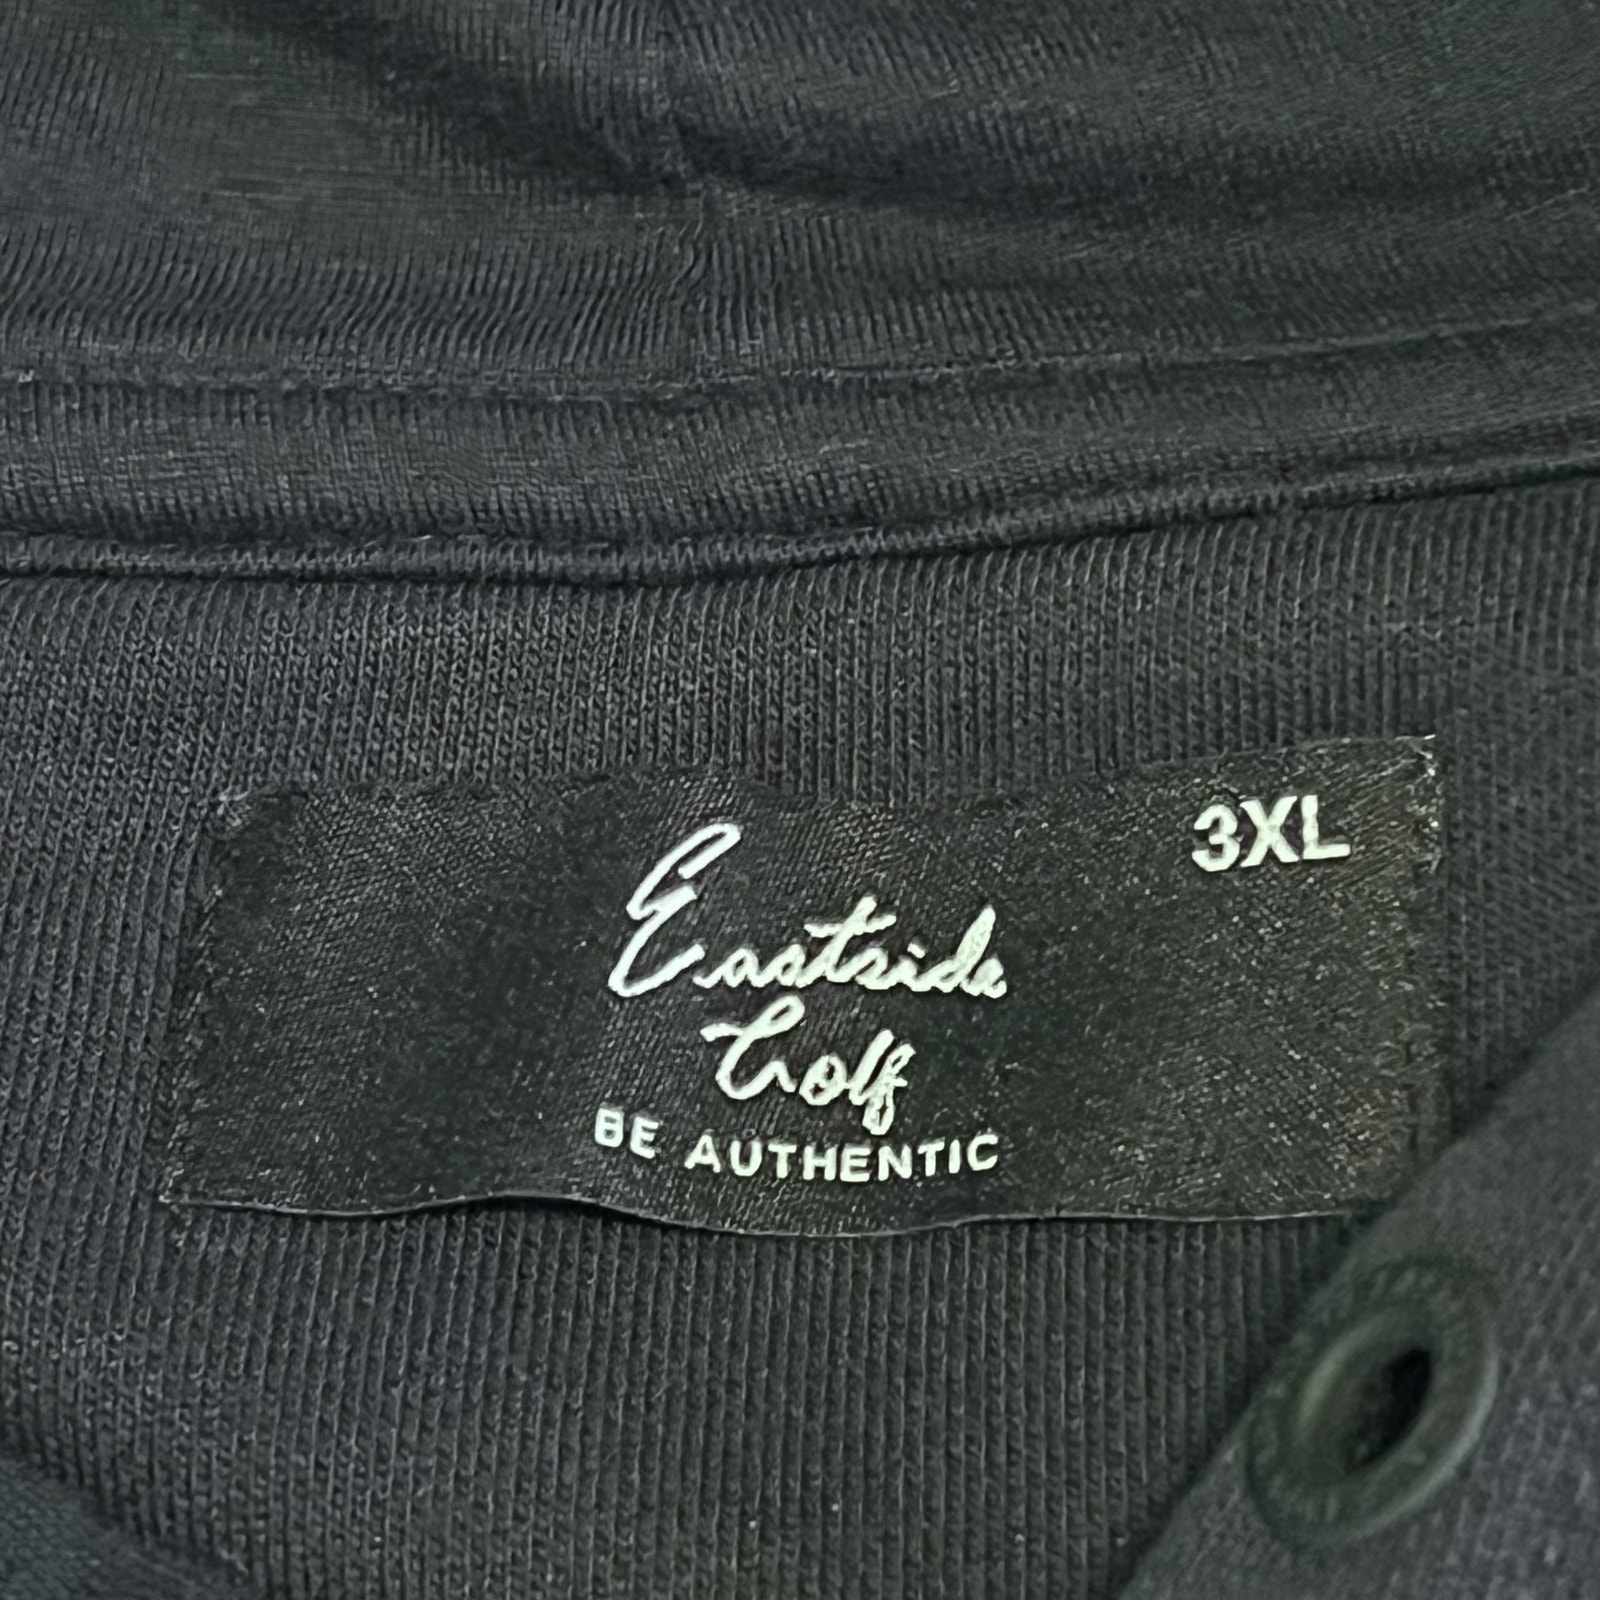 3XL
Eastside
Golf
BE AUTHENTIC